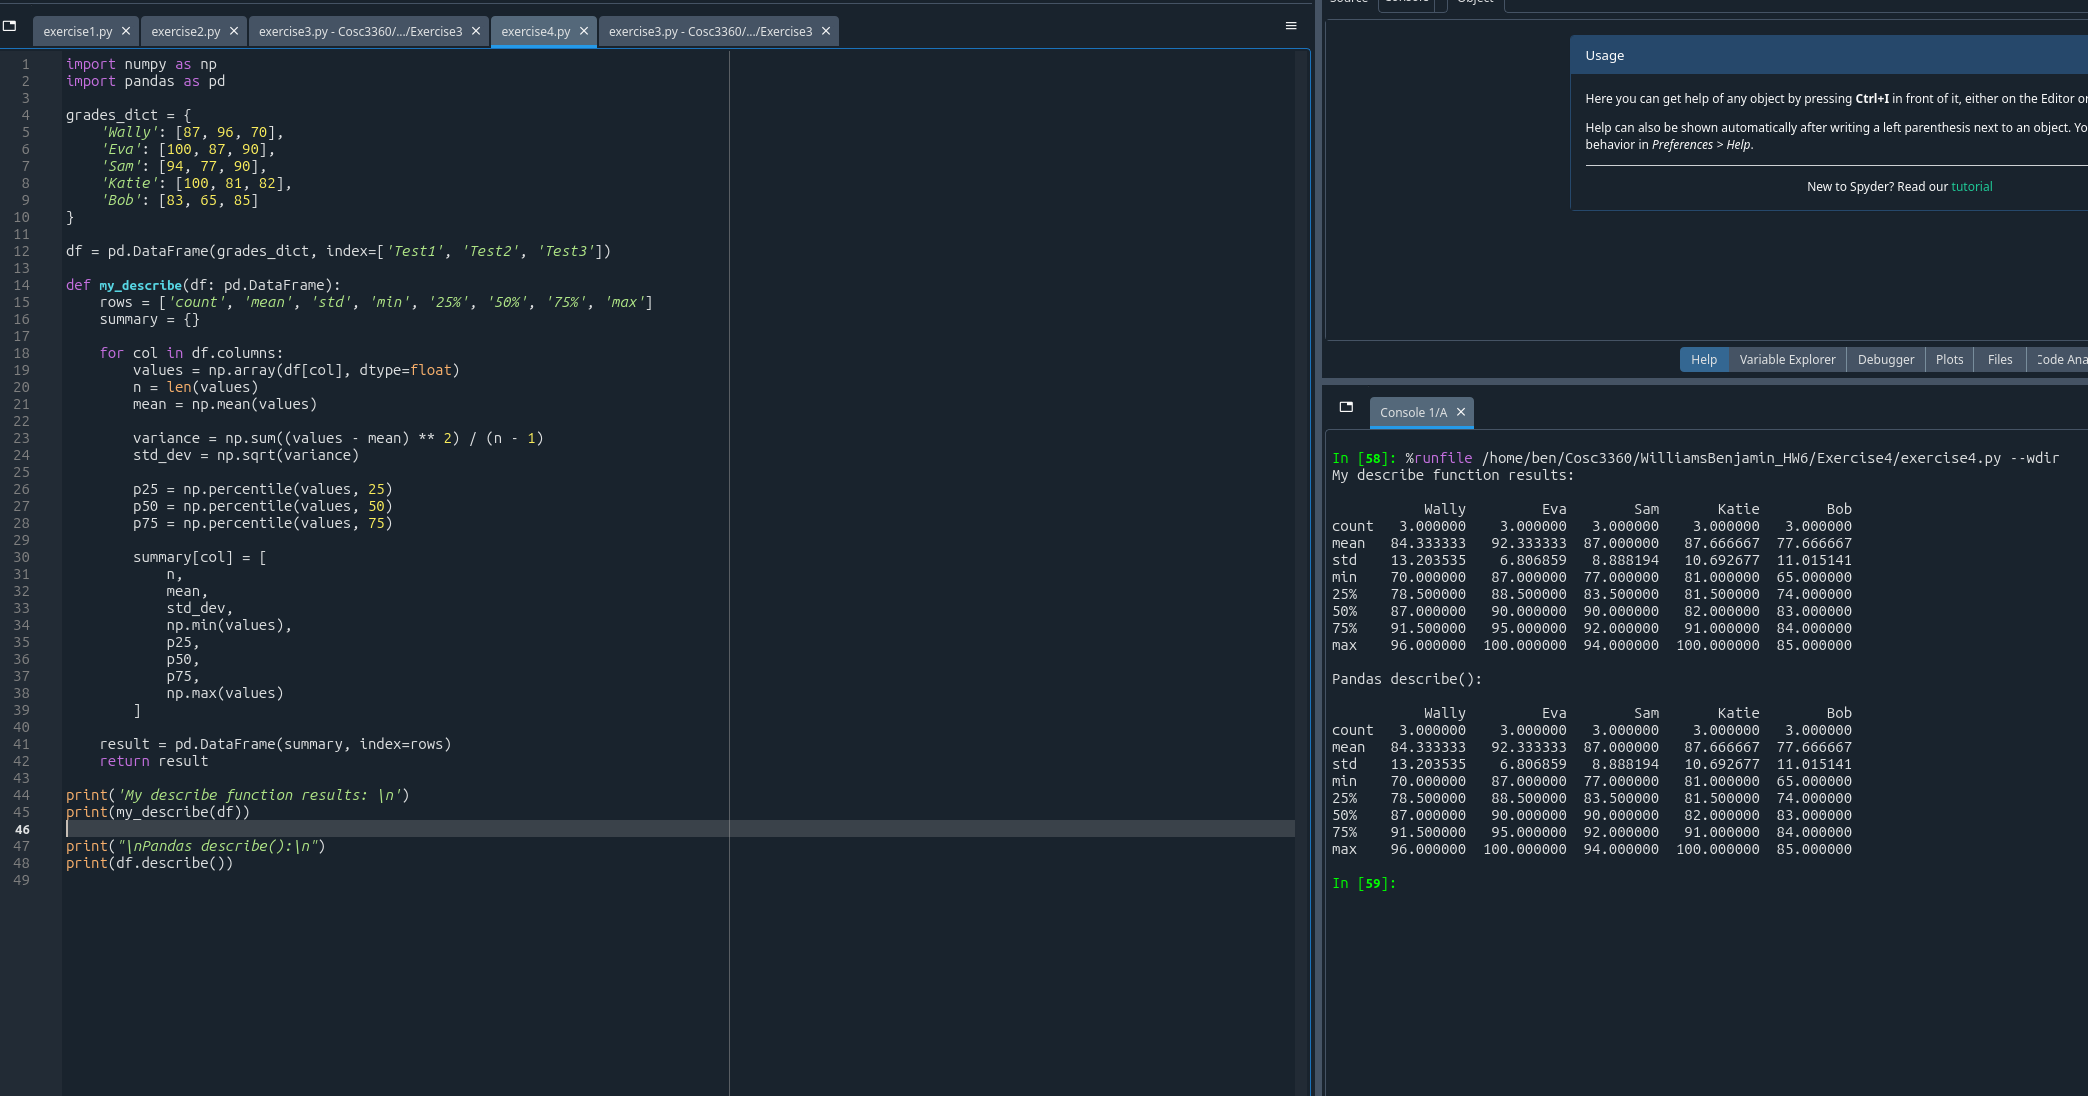 exercise1.py
exercise2.py
exercise3.py - Cosc3360/.../Exercise3
exercise4.py
exercise3.py - Cosc3360/.../Exercise3
1 import numpy as np
2 import pandas as pd
3
4 grades_dict = {
5     'Wally': [87, 96, 70],
6     'Eva': [100, 87, 90],
7     'Sam': [94, 77, 90],
8     'Katie': [100, 81, 82],
9     'Bob': [83, 65, 85]
10 }
11
12 df = pd.DataFrame(grades_dict, index=['Test1', 'Test2', 'Test3'])
13
14 def my_describe(df: pd.DataFrame):
15     rows = ['count', 'mean', 'std', 'min', '25%', '50%', '75%', 'max']
16     summary = {}
17
18     for col in df.columns:
19         values = np.array(df[col], dtype=float)
20         n = len(values)
21         mean = np.mean(values)
22
23         variance = np.sum((values - mean) ** 2) / (n - 1)
24         std_dev = np.sqrt(variance)
25
26         p25 = np.percentile(values, 25)
27         p50 = np.percentile(values, 50)
28         p75 = np.percentile(values, 75)
29
30         summary[col] = [
31             n,
32             mean,
33             std_dev,
34             np.min(values),
35             p25,
36             p50,
37             p75,
38             np.max(values)
39         ]
40
41     result = pd.DataFrame(summary, index=rows)
42     return result
43
44 print('My describe function results: \n')
45 print(my_describe(df))
46
47 print("\nPandas describe():\n")
48 print(df.describe())
49
Source Console Object
Usage
Here you can get help of any object by pressing Ctrl+I in front of it, either on the Editor or
Help can also be shown automatically after writing a left parenthesis next to an object. Yo
behavior in Preferences > Help.
New to Spyder? Read our tutorial
Help Variable Explorer Debugger Plots Files Code Ana
Console 1/A
In [58]: %runfile /home/ben/Cosc3360/WilliamsBenjamin_HW6/Exercise4/exercise4.py --wdir
My describe function results:
Wally Eva Sam Katie Bob
count 3.000000 3.000000 3.000000 3.000000 3.000000
mean 84.333333 92.333333 87.000000 87.666667 77.666667
std 13.203535 6.806859 8.888194 10.692677 11.015141
min 70.000000 87.000000 77.000000 81.000000 65.000000
25% 78.500000 88.500000 83.500000 81.500000 74.000000
50% 87.000000 90.000000 90.000000 82.000000 83.000000
75% 91.500000 95.000000 92.000000 91.000000 84.000000
max 96.000000 100.000000 94.000000 100.000000 85.000000
Pandas describe():
Wally Eva Sam Katie Bob
count 3.000000 3.000000 3.000000 3.000000 3.000000
mean 84.333333 92.333333 87.000000 87.666667 77.666667
std 13.203535 6.806859 8.888194 10.692677 11.015141
min 70.000000 87.000000 77.000000 81.000000 65.000000
25% 78.500000 88.500000 83.500000 81.500000 74.000000
50% 87.000000 90.000000 90.000000 82.000000 83.000000
75% 91.500000 95.000000 92.000000 91.000000 84.000000
max 96.000000 100.000000 94.000000 100.000000 85.000000
In [59]: